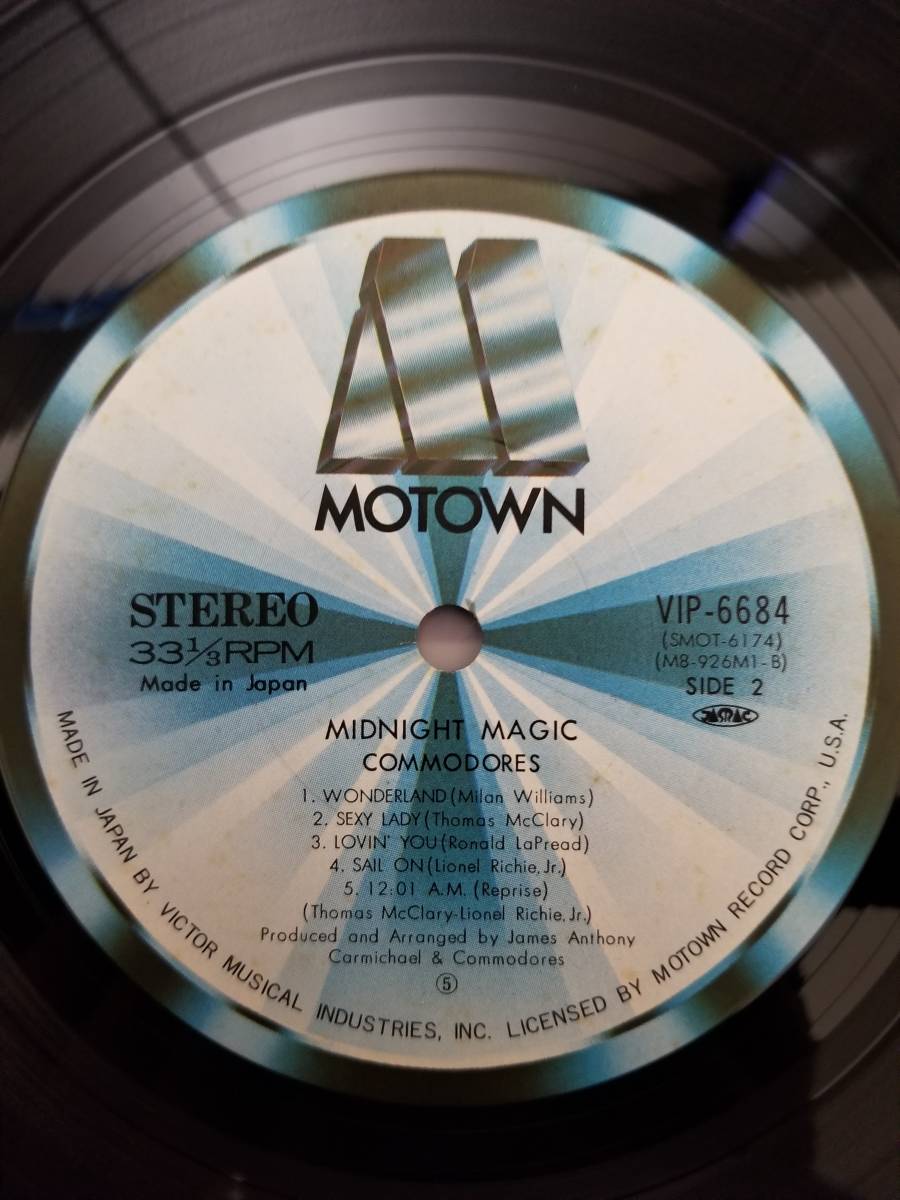 MOTOWN
STEREO
33⅓ RPM
Made in Japan
VIP-6684
(SMOT-6174)
(M8-926M1-B)
SIDE 2
JASRAC
MIDNIGHT MAGIC
COMMODORES
1. WONDERLAND (Milan Williams)
2. SEXY LADY (Thomas McClary)
3. LOVIN' YOU (Ronald LaPread)
4. SAIL ON (Lionel Richie, Jr.)
5. 12:01 A.M. (Reprise)
(Thomas McClary-Lionel Richie, Jr.)
Produced and Arranged by James Anthony
Carmichael & Commodores
⑤
MADE IN JAPAN BY. VICTOR MUSICAL INDUSTRIES, INC. LICENSED BY MOTOWN RECORD CORP., U.S.A.